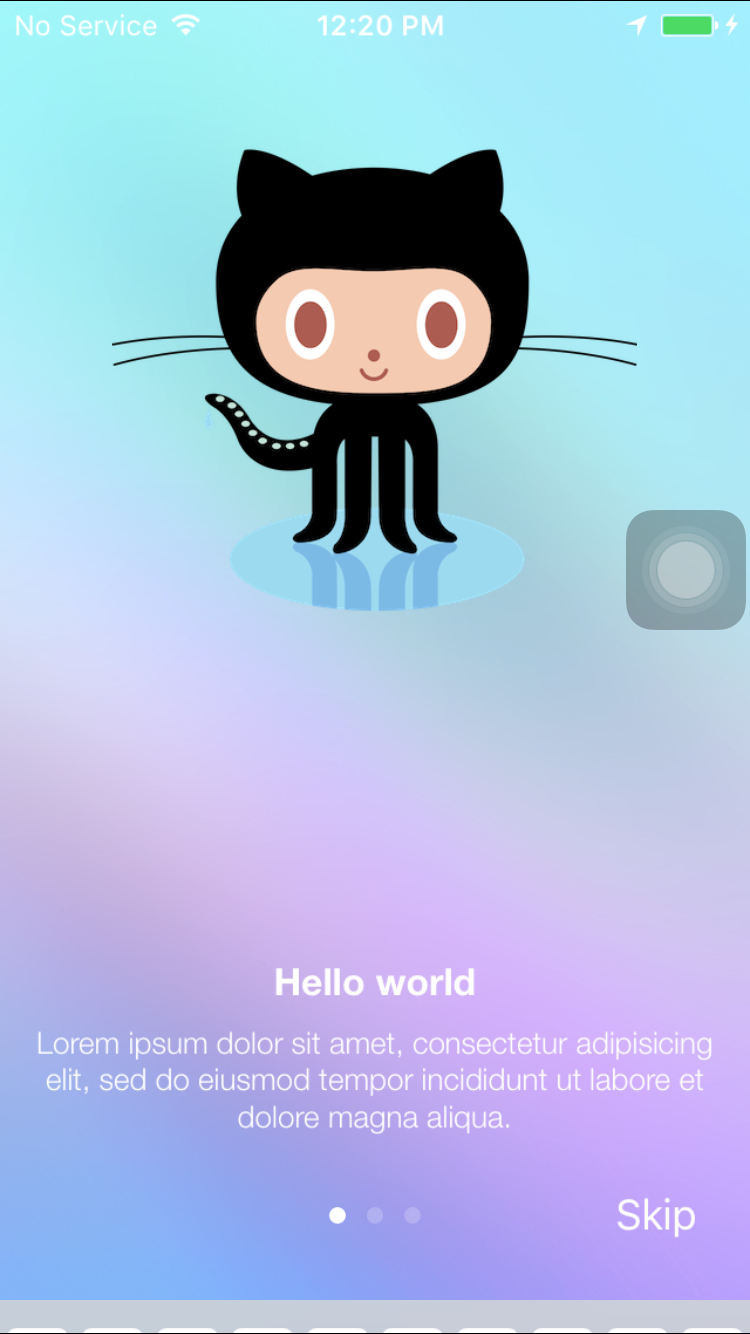 No Service 12:20 PM
Hello world
Lorem ipsum dolor sit amet, consectetur adipisicing
elit, sed do eiusmod tempor incididunt ut labore et
dolore magna aliqua.
Skip